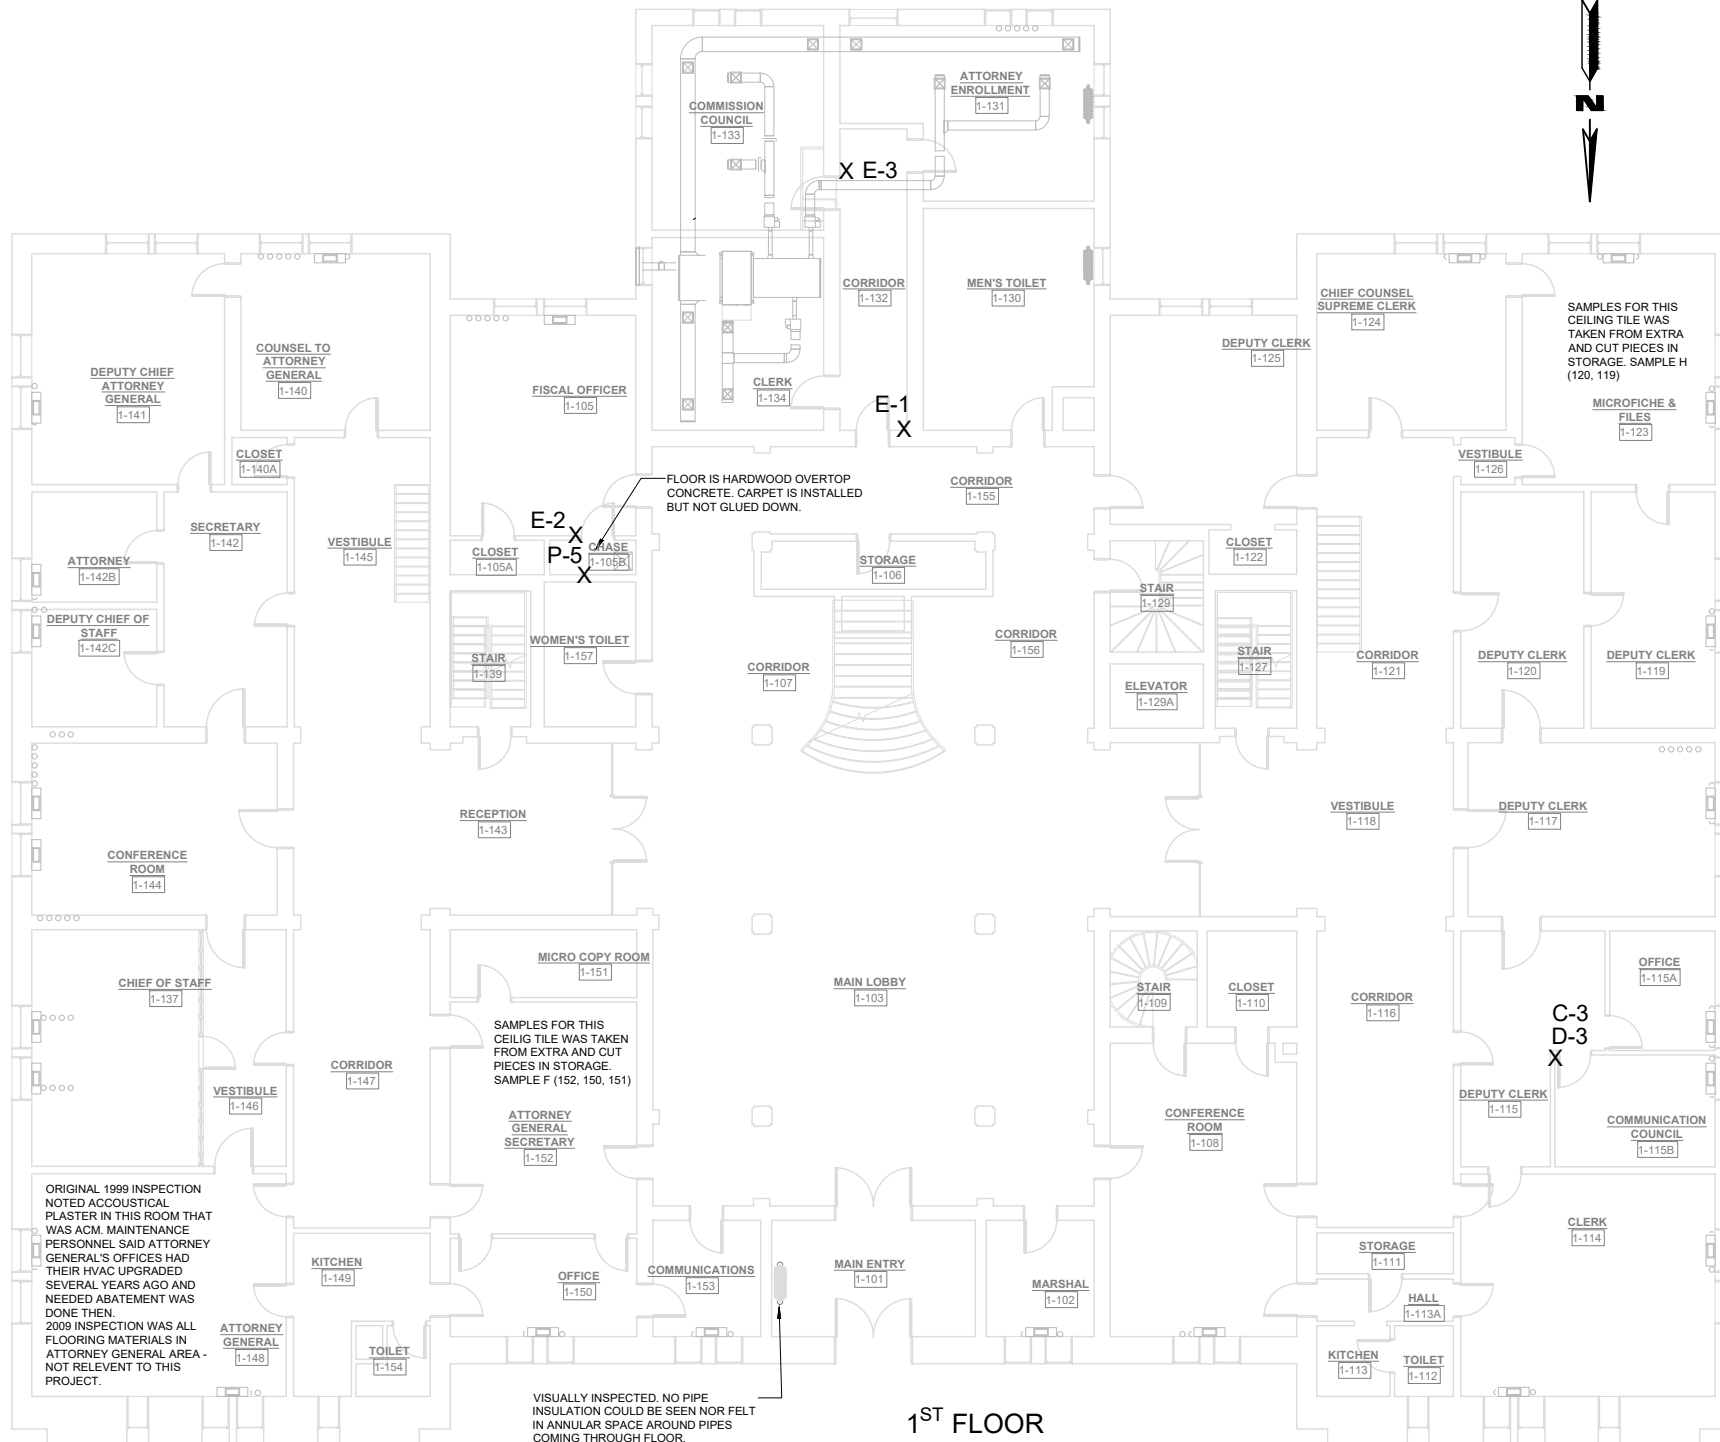 N
ATTORNEY
ENROLLMENT
1-131
COMMISSION
COUNCIL
1-133
X E-3
CORRIDOR
1-132
MEN'S TOILET
1-130
CHIEF COUNSEL
SUPREME CLERK
1-124
SAMPLES FOR THIS
CEILING TILE WAS
TAKEN FROM EXTRA
AND CUT PIECES IN
STORAGE. SAMPLE H
(120, 119)
MICROFICHE &
FILES
1-123
DEPUTY CLERK
1-125
COUNSEL TO
ATTORNEY
GENERAL
1-140
DEPUTY CHIEF
ATTORNEY
GENERAL
1-141
FISCAL OFFICER
1-105
CLERK
1-134
E-1
X
CLOSET
1-140A
VESTIBULE
1-126
FLOOR IS HARDWOOD OVERTOP
CONCRETE. CARPET IS INSTALLED
BUT NOT GLUED DOWN.
CORRIDOR
1-155
SECRETARY
1-142
VESTIBULE
1-145
E-2
X
P-5
X
CLOSET
1-105A
CHASE
1-105B
STORAGE
1-106
CLOSET
1-122
ATTORNEY
1-142B
STAIR
1-129
DEPUTY CHIEF OF
STAFF
1-142C
WOMEN'S TOILET
1-157
STAIR
1-139
CORRIDOR
1-156
CORRIDOR
1-107
STAIR
1-127
CORRIDOR
1-121
DEPUTY CLERK
1-120
DEPUTY CLERK
1-119
ELEVATOR
1-129A
RECEPTION
1-143
VESTIBULE
1-118
DEPUTY CLERK
1-117
CONFERENCE
ROOM
1-144
MICRO COPY ROOM
1-151
CHIEF OF STAFF
1-137
MAIN LOBBY
1-103
STAIR
1-109
CLOSET
1-110
CORRIDOR
1-116
OFFICE
1-115A
C-3
D-3
X
SAMPLES FOR THIS
CEILIG TILE WAS TAKEN
FROM EXTRA AND CUT
PIECES IN STORAGE.
SAMPLE F (152, 150, 151)
CORRIDOR
1-147
VESTIBULE
1-146
ATTORNEY
GENERAL
SECRETARY
1-152
CONFERENCE
ROOM
1-108
DEPUTY CLERK
1-115
COMMUNICATION
COUNCIL
1-115B
ORIGINAL 1999 INSPECTION
NOTED ACCOUSTICAL
PLASTER IN THIS ROOM THAT
WAS ACM. MAINTENANCE
PERSONNEL SAID ATTORNEY
GENERAL'S OFFICES HAD
THEIR HVAC UPGRADED
SEVERAL YEARS AGO AND
NEEDED ABATEMENT WAS
DONE THEN.
2009 INSPECTION WAS ALL
FLOORING MATERIALS IN
ATTORNEY GENERAL AREA -
NOT RELEVENT TO THIS
PROJECT.
ATTORNEY
GENERAL
1-148
KITCHEN
1-149
TOILET
1-154
OFFICE
1-150
COMMUNICATIONS
1-153
MAIN ENTRY
1-101
MARSHAL
1-102
CLERK
1-114
STORAGE
1-111
HALL
1-113A
KITCHEN
1-113
TOILET
1-112
VISUALLY INSPECTED. NO PIPE
INSULATION COULD BE SEEN NOR FELT
IN ANNULAR SPACE AROUND PIPES
COMING THROUGH FLOOR.
1ST FLOOR